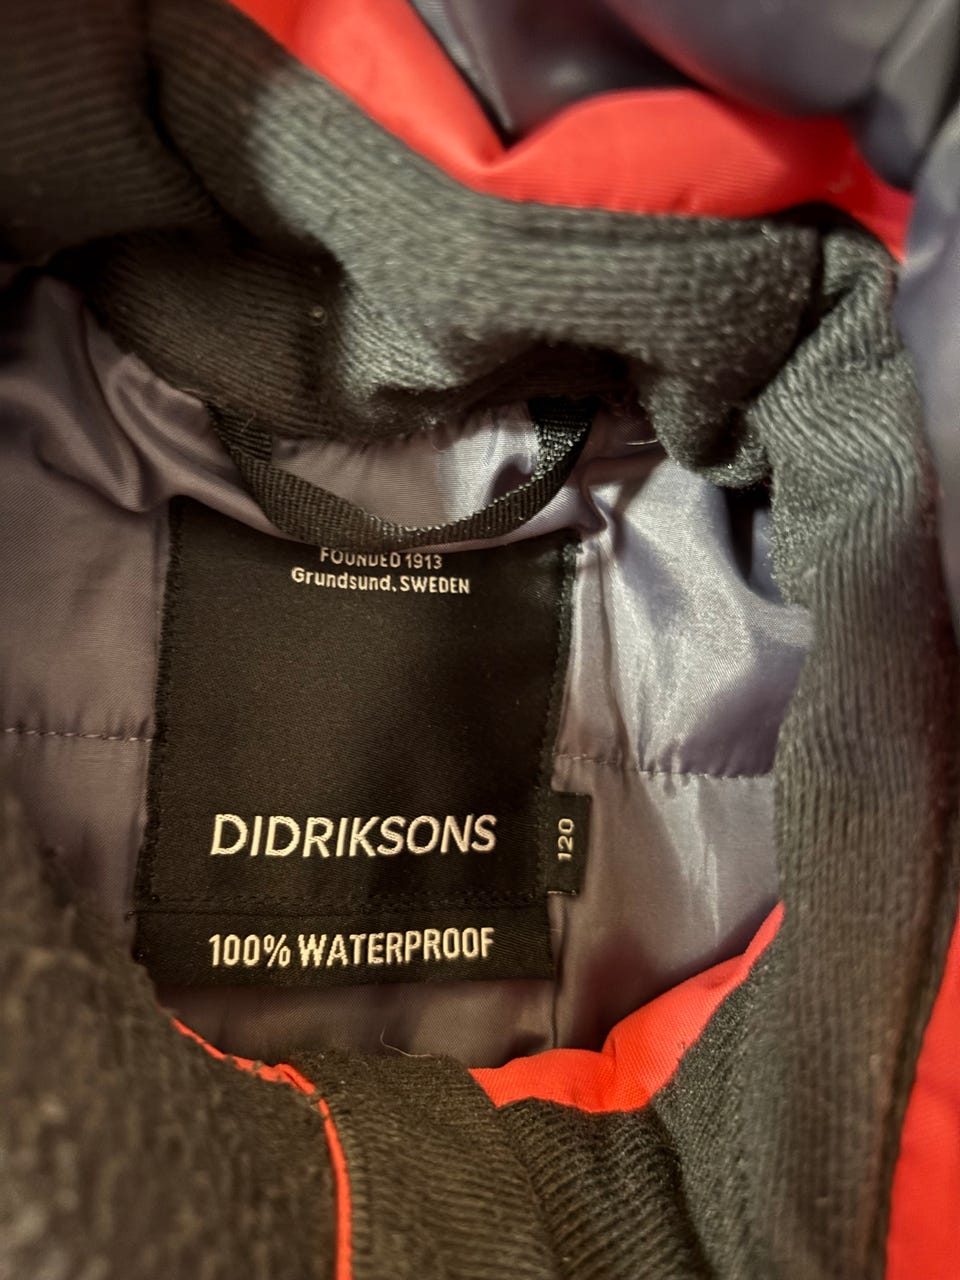 FOUNDED 1913
Grundsund, SWEDEN
DIDRIKSONS
120
100% WATERPROOF